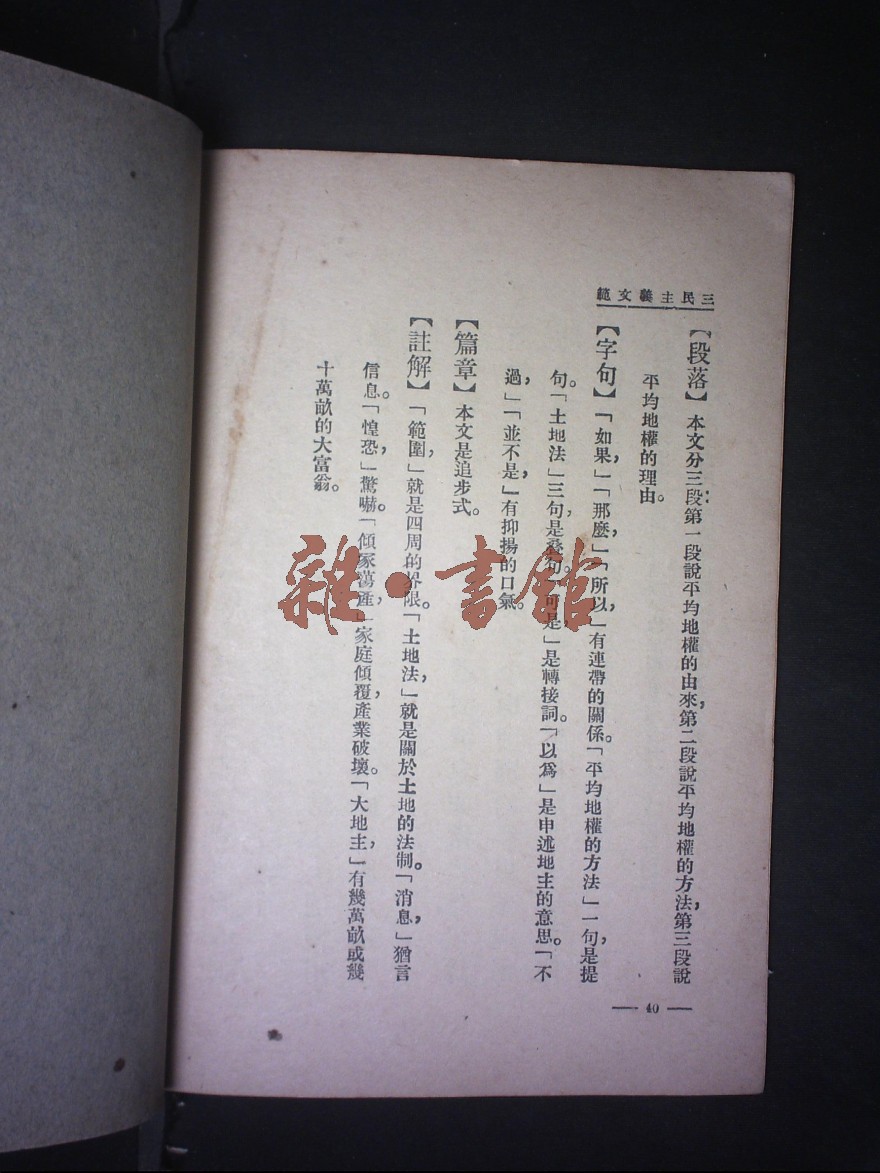 三民主義文範
【段落】本文分三段：第一段說平均地權的由來，第二段說平均地權的方法，第三段說
平均地權的理由。
【字句】「如果，」「那麼，」「所以，」有連帶的關係。「平均地權的方法」一句，是提
句。「土地法」三句，是疊句。「可是，」是轉接詞。「以爲」是申述地主的意思。「不
過，」「並不是，」有抑揚的口氣。
【篇章】本文是追步式。
【註解】「範圍，」就是四周的界限。「土地法，」就是關於土地的法制。「消息，」猶言
信息。「惶恐，」驚嚇。「傾家蕩產，」家庭傾覆，產業破壞。「大地主，」有幾萬畝或幾
十萬畝的大富翁。
— 40 —
雜·書館